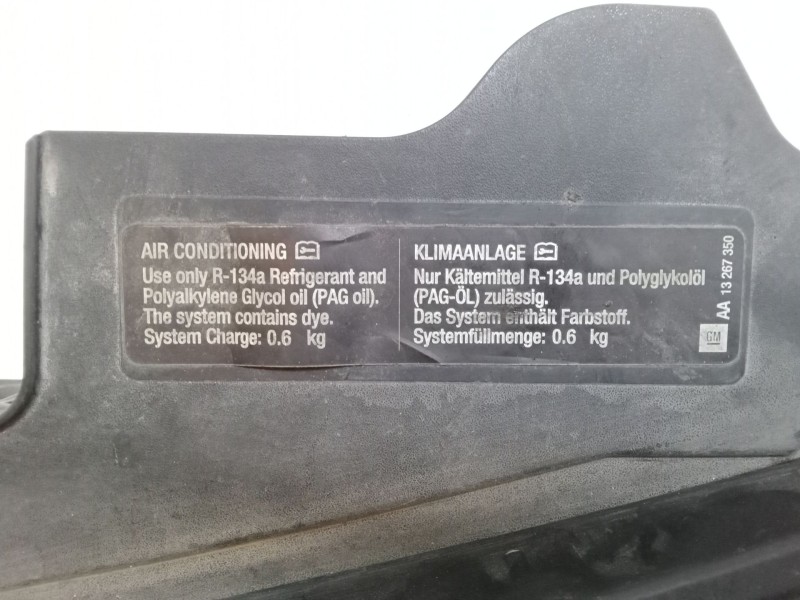 AIR CONDITIONING
Use only R-134a Refrigerant and
Polyalkylene Glycol oil (PAG oil).
The system contains dye.
System Charge: 0.6 kg
KLIMAANLAGE
Nur Kältemittel R-134a und Polyglykolöl
(PAG-ÖL) zulässig.
Das System enthält Farbstoff.
Systemfüllmenge: 0.6 kg
AA 13 267 350
GM